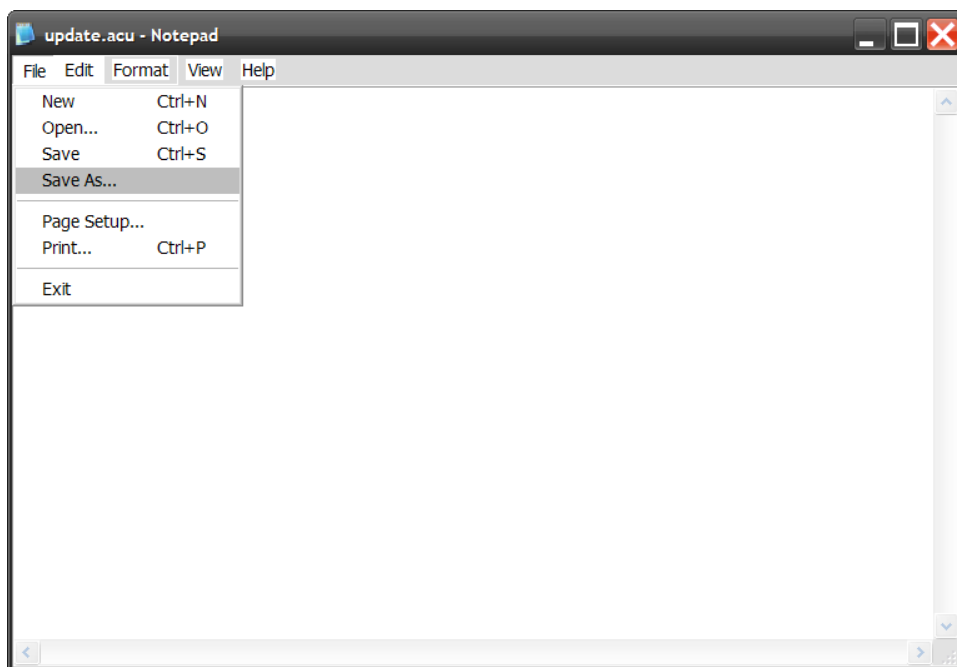 update.acu - Notepad
File Edit Format View Help
New Ctrl+N
Open... Ctrl+O
Save Ctrl+S
Save As...
Page Setup...
Print... Ctrl+P
Exit